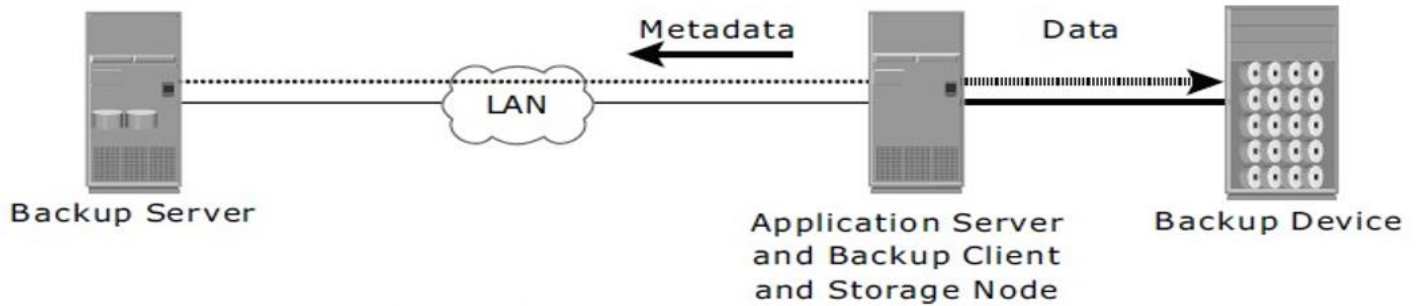 Metadata
Data
LAN
Backup Server
Application Server
and Backup Client
and Storage Node
Backup Device